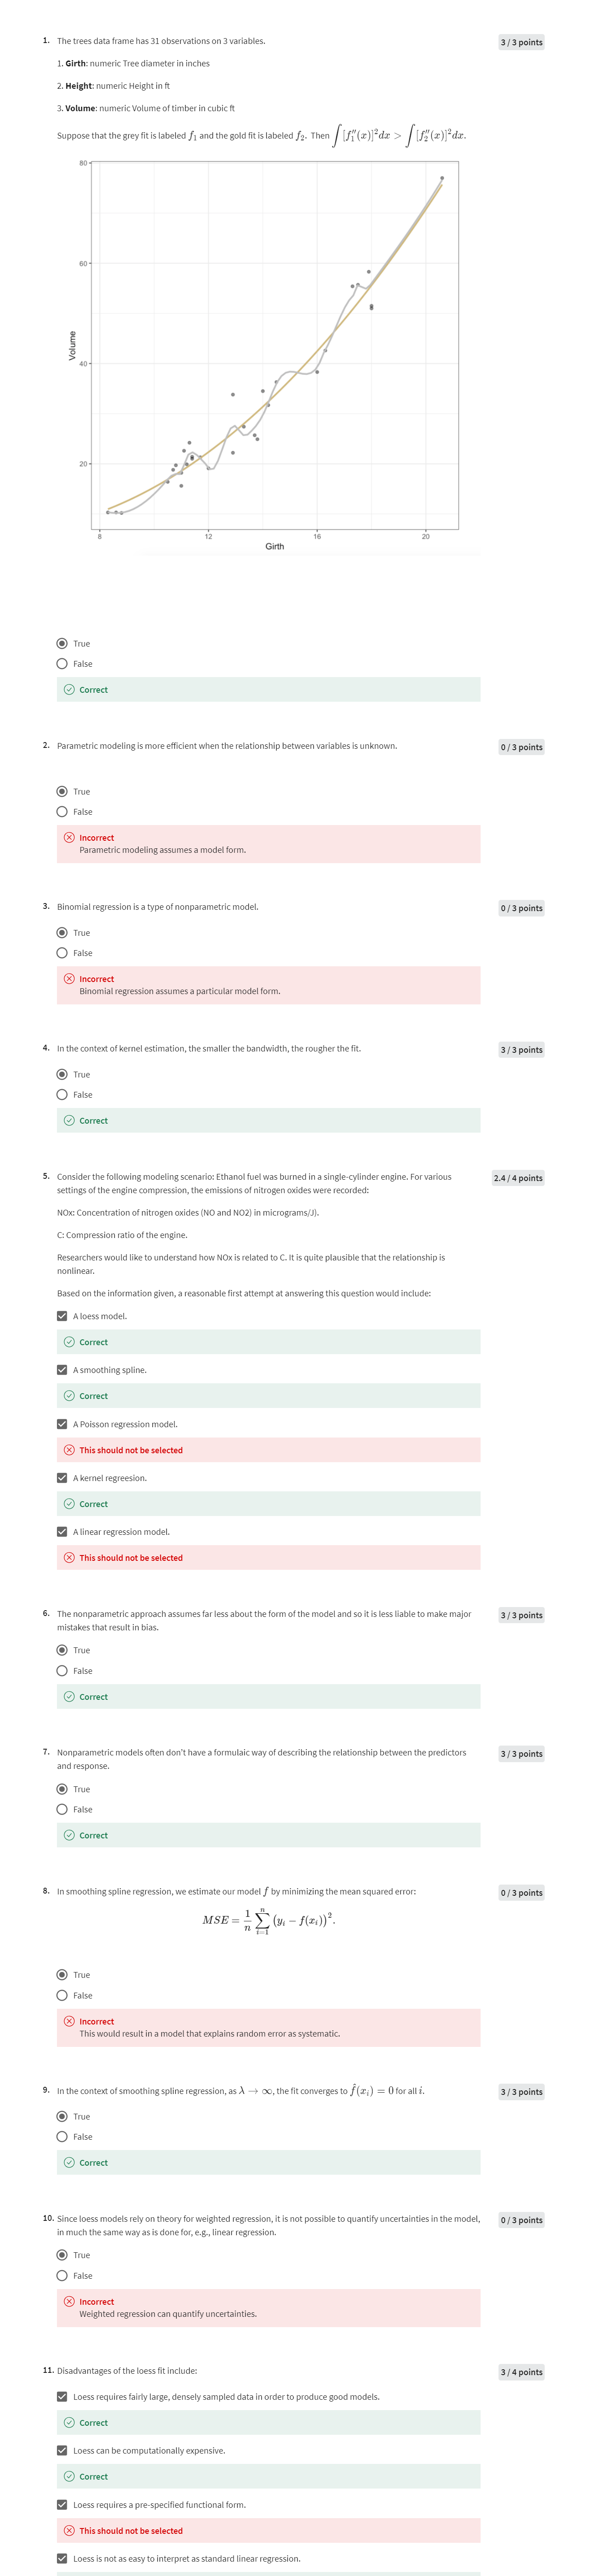 1. The trees data frame has 31 observations on 3 variables.
3 / 3 points
1. Girth: numeric Tree diameter in inches
2. Height: numeric Height in ft
3. Volume: numeric Volume of timber in cubic ft
Suppose that the grey fit is labeled f₁ and the gold fit is labeled f₂. Then ∫[f₁″(x)]²dx > ∫[f₂″(x)]²dx.
80
60
40
20
Volume
8 12 16 20
Girth
True
False
Correct
2. Parametric modeling is more efficient when the relationship between variables is unknown.
0 / 3 points
True
False
Incorrect
Parametric modeling assumes a model form.
3. Binomial regression is a type of nonparametric model.
0 / 3 points
True
False
Incorrect
Binomial regression assumes a particular model form.
4. In the context of kernel estimation, the smaller the bandwidth, the rougher the fit.
3 / 3 points
True
False
Correct
5. Consider the following modeling scenario: Ethanol fuel was burned in a single-cylinder engine. For various
settings of the engine compression, the emissions of nitrogen oxides were recorded:
2.4 / 4 points
NOx: Concentration of nitrogen oxides (NO and NO2) in micrograms/J).
C: Compression ratio of the engine.
Researchers would like to understand how NOx is related to C. It is quite plausible that the relationship is
nonlinear.
Based on the information given, a reasonable first attempt at answering this question would include:
A loess model.
Correct
A smoothing spline.
Correct
A Poisson regression model.
This should not be selected
A kernel regreesion.
Correct
A linear regression model.
This should not be selected
6. The nonparametric approach assumes far less about the form of the model and so it is less liable to make major
mistakes that result in bias.
3 / 3 points
True
False
Correct
7. Nonparametric models often don't have a formulaic way of describing the relationship between the predictors
and response.
3 / 3 points
True
False
Correct
8. In smoothing spline regression, we estimate our model f by minimizing the mean squared error:
0 / 3 points
MSE = 1/n ∑ᵢ₌₁ⁿ (yᵢ − f(xᵢ))².
True
False
Incorrect
This would result in a model that explains random error as systematic.
9. In the context of smoothing spline regression, as λ → ∞, the fit converges to f̂(xᵢ) = 0 for all i.
3 / 3 points
True
False
Correct
10. Since loess models rely on theory for weighted regression, it is not possible to quantify uncertainties in the model,
in much the same way as is done for, e.g., linear regression.
0 / 3 points
True
False
Incorrect
Weighted regression can quantify uncertainties.
11. Disadvantages of the loess fit include:
3 / 4 points
Loess requires fairly large, densely sampled data in order to produce good models.
Correct
Loess can be computationally expensive.
Correct
Loess requires a pre-specified functional form.
This should not be selected
Loess is not as easy to interpret as standard linear regression.